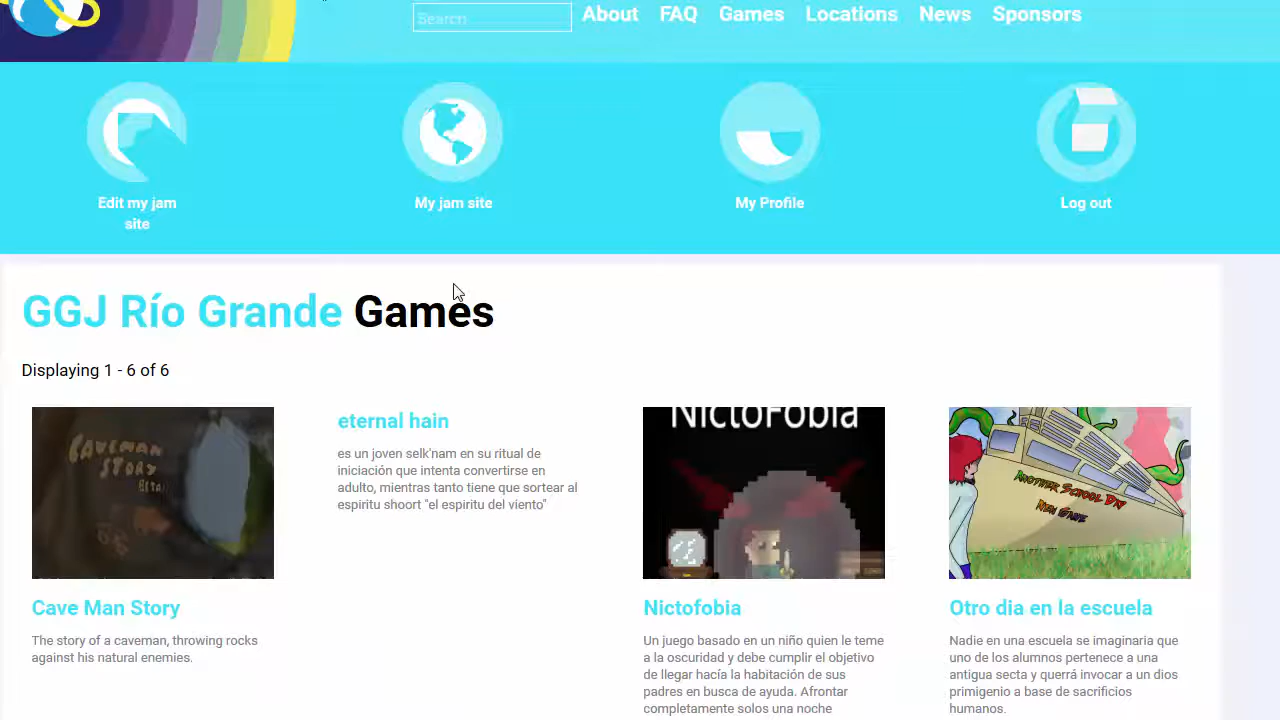 Search
About FAQ Games Locations News Sponsors
Edit my jam
site
My jam site
My Profile
Log out
GGJ Río Grande Games
Displaying 1 - 6 of 6
CAVEMAN
STORY
BETA
Cave Man Story
The story of a caveman, throwing rocks
against his natural enemies.
eternal hain
es un joven selk'nam en su ritual de
iniciación que intenta convertirse en
adulto, mientras tanto tiene que sortear al
espiritu shoort "el espiritu del viento"
NictoFobia
Nictofobia
Un juego basado en un niño quien le teme
a la oscuridad y debe cumplir el objetivo
de llegar hacía la habitación de sus
padres en busca de ayuda. Afrontar
completamente solos una noche
ANOTHER SCHOOL DAY
NEW GAME
Otro dia en la escuela
Nadie en una escuela se imaginaria que
uno de los alumnos pertenece a una
antigua secta y querrá invocar a un dios
primigenio a base de sacrificios
humanos.